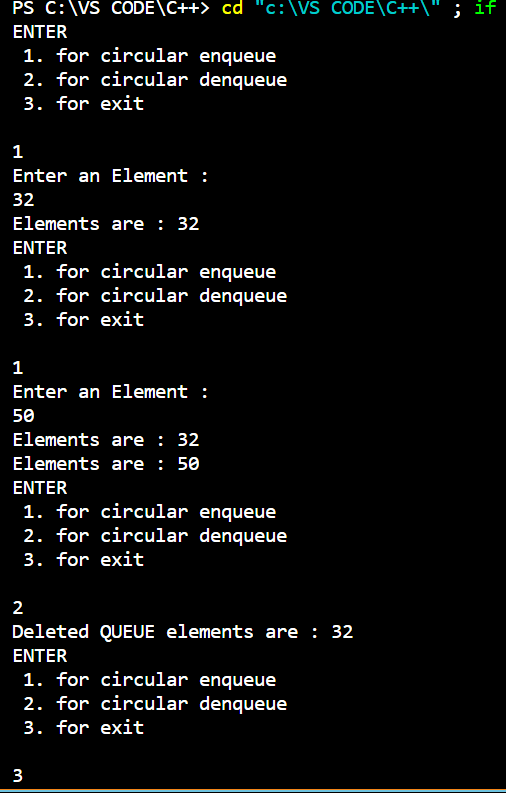 PS C:\VS CODE\C++> cd "c:\VS CODE\C++\" ; if
ENTER
1. for circular enqueue
2. for circular denqueue
3. for exit
1
Enter an Element :
32
Elements are : 32
ENTER
1. for circular enqueue
2. for circular denqueue
3. for exit
1
Enter an Element :
50
Elements are : 32
Elements are : 50
ENTER
1. for circular enqueue
2. for circular denqueue
3. for exit
2
Deleted QUEUE elements are : 32
ENTER
1. for circular enqueue
2. for circular denqueue
3. for exit
3